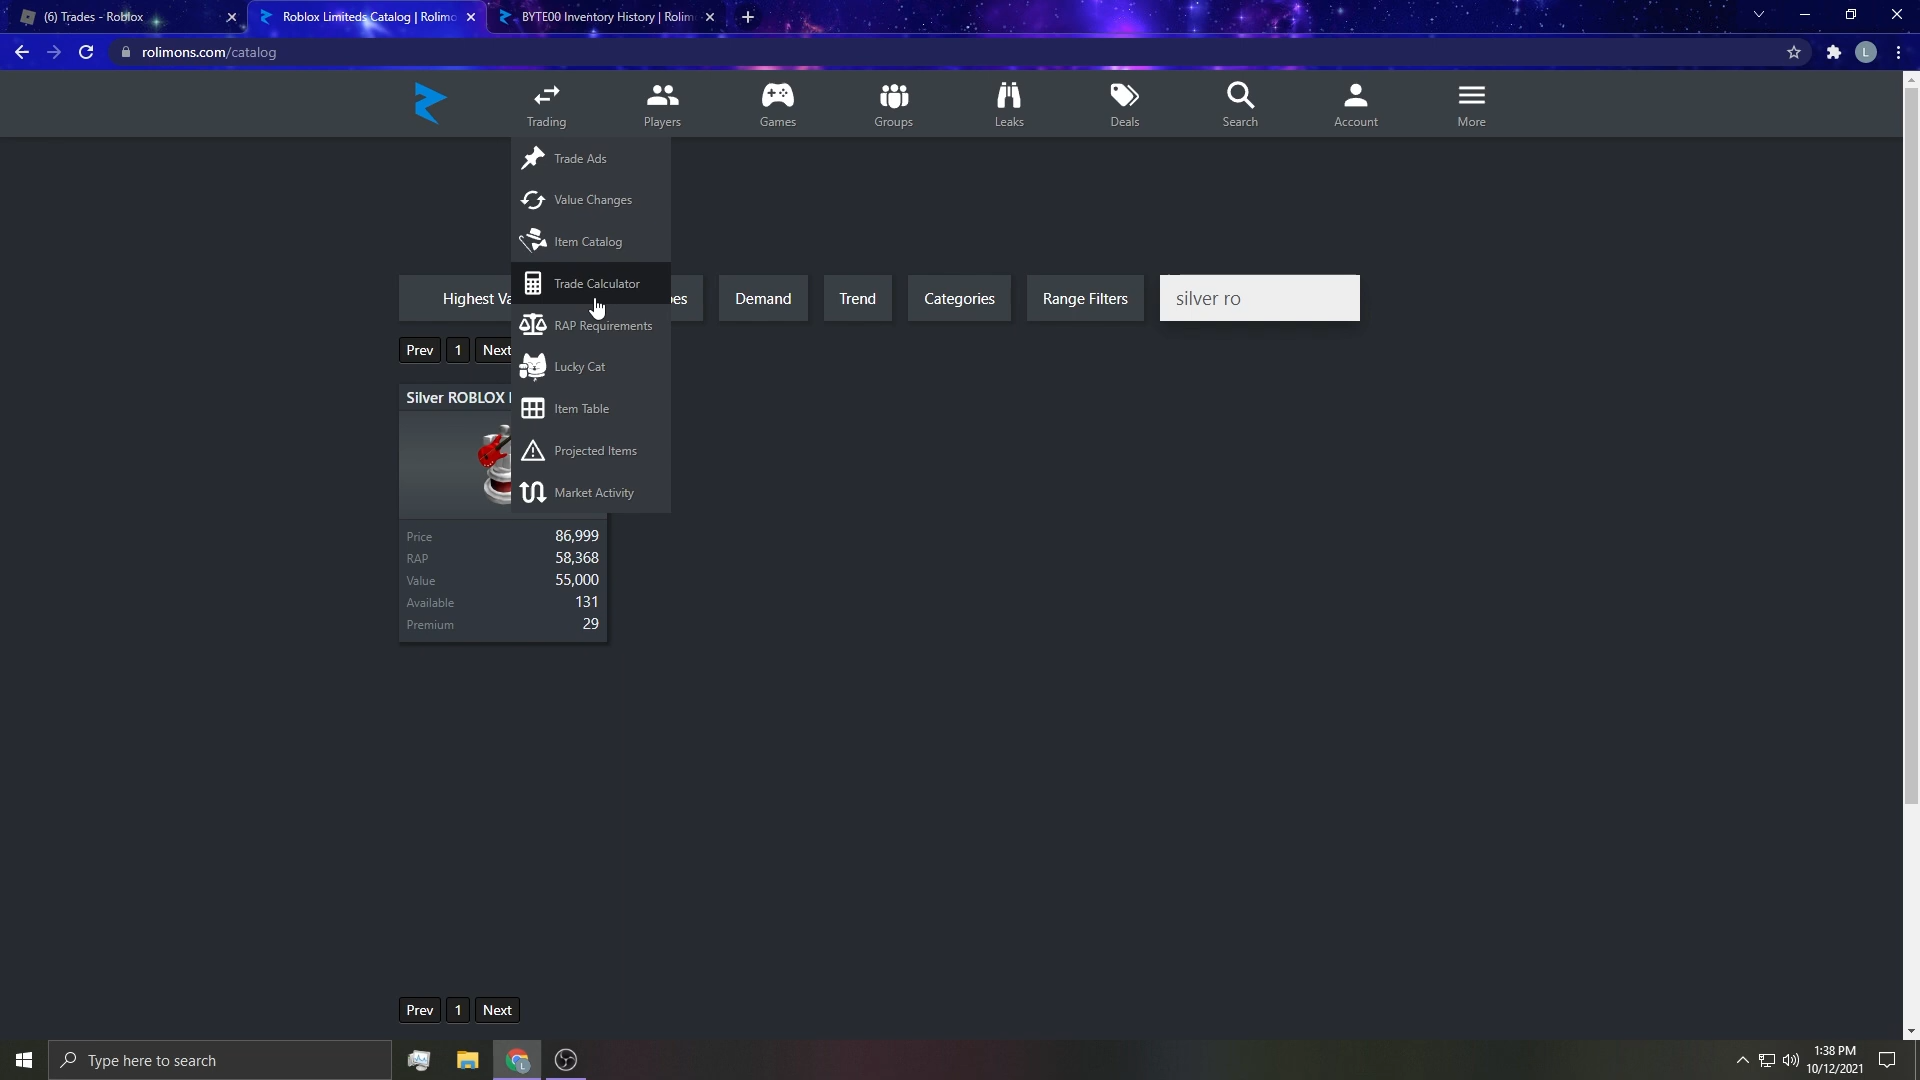 (6) Trades - Roblox
Roblox Limiteds Catalog | Rolim
BYTE00 Inventory History | Rolim
rolimons.com/catalog
L
Trading
Players
Games
Groups
Leaks
Deals
Search
Account
More
Trade Ads
Value Changes
Item Catalog
Trade Calculator
RAP Requirements
Lucky Cat
Item Table
Projected Items
Market Activity
Highest Va
es
Demand
Trend
Categories
Range Filters
silver ro
Prev 1 Next
Silver ROBLOX
Price 86,999
RAP 58,368
Value 55,000
Available 131
Premium 29
Prev 1 Next
Type here to search
1:38 PM
10/12/2021